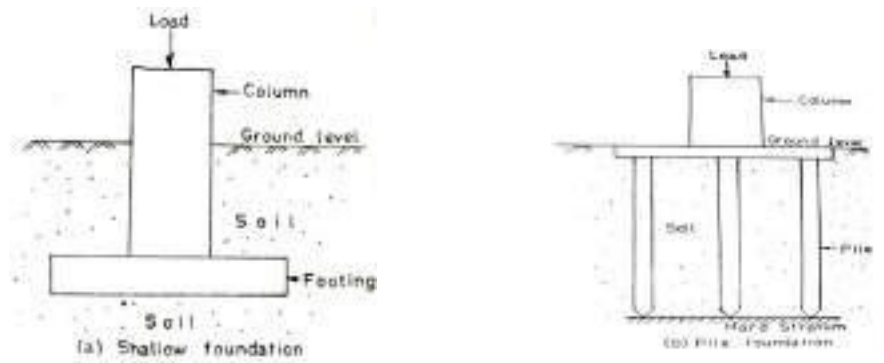 Load
Column
Ground level
Soil
Footing
Soil
(a) Shallow foundation
Load
Column
Ground level
Soil
Pile
Hard Stratum
(b) Pile foundation